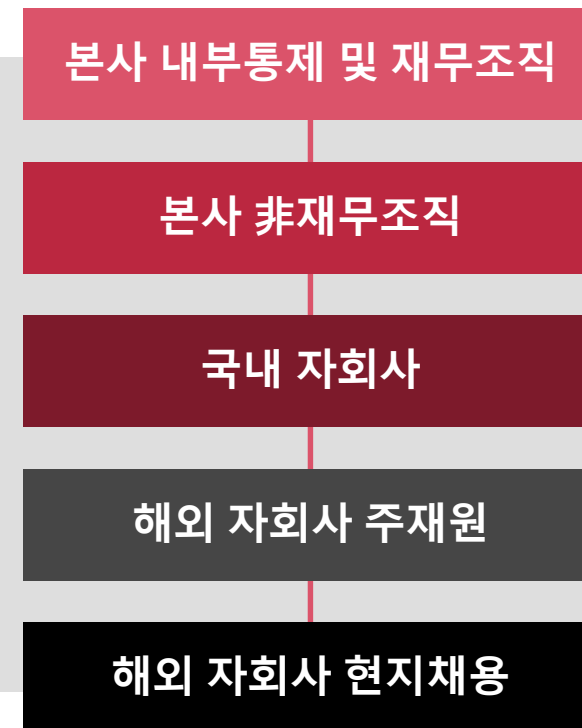 본사 내부통제 및 재무조직
본사 非재무조직
국내 자회사
해외 자회사 주재원
해외 자회사 현지채용